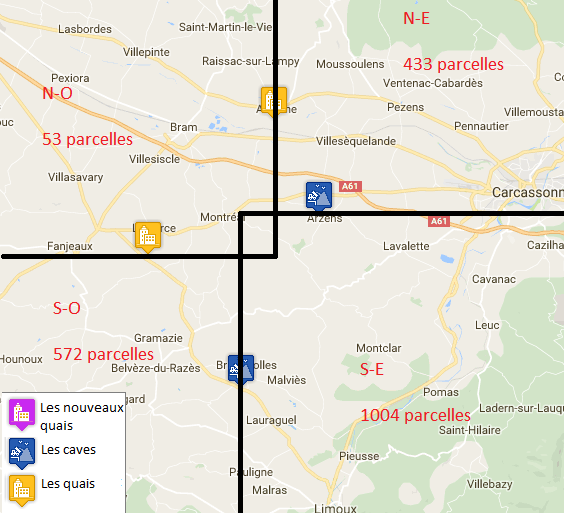 Lasbordes
Saint-Martin-le-Vie
N-E
Villepinte
Raissac-sur-Lampy
Moussoulens
433 parcelles
Pexiora
Ventenac-Cabardès
N-O
Pezens
Villemousta
Bram
Pennautier
53 parcelles
Villesèquelande
Villesiscle
Villasavary
A61
Carcassonn
Montréal
Arzens
A61
Fanjeaux
Lavalette
Cazilha
Cavanac
S-O
Leuc
Gramazie
Montclar
Hounoux
572 parcelles
Belvèze-du-Razès
S-E
Malviès
Pomas
Les nouveaux
quais
gard
1004 parcelles
Ladern-sur-Lauq
Lauraguel
Saint-Hilaire
Les caves
Pieusse
Pauligne
Les quais
Malras
Villebazy
Limoux